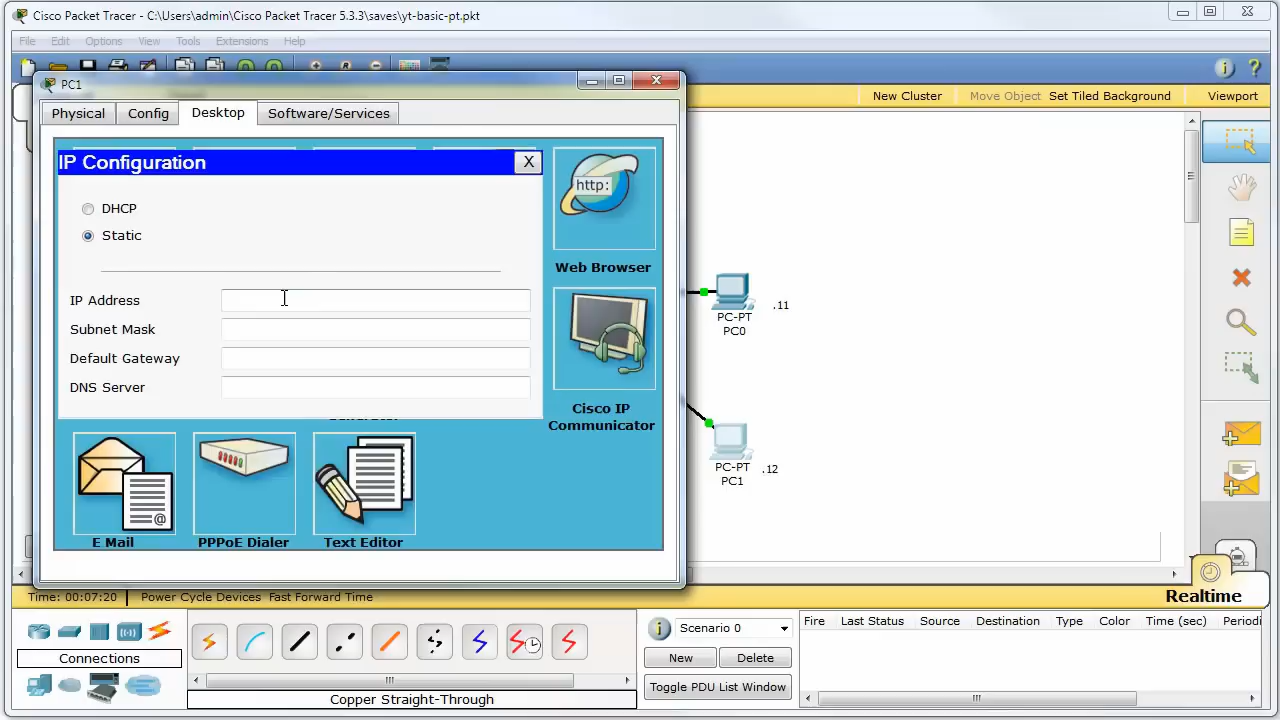 Cisco Packet Tracer - C:\Users\admin\Cisco Packet Tracer 5.3.3\saves\yt-basic-pt.pkt
File Edit Options View Tools Extensions Help
New Cluster Move Object Set Tiled Background Viewport
PC1
Physical Config Desktop Software/Services
IP Configuration X
http:
DHCP
Static
Web Browser
IP Address
Subnet Mask
Default Gateway
DNS Server
Cisco IP
Communicator
E Mail PPPoE Dialer Text Editor
.11
PC-PT
PC0
PC-PT
PC1
.12
Time: 00:07:20 Power Cycle Devices Fast Forward Time
Realtime
Connections
Copper Straight-Through
Scenario 0
New Delete
Toggle PDU List Window
Fire Last Status Source Destination Type Color Time (sec) Periodi